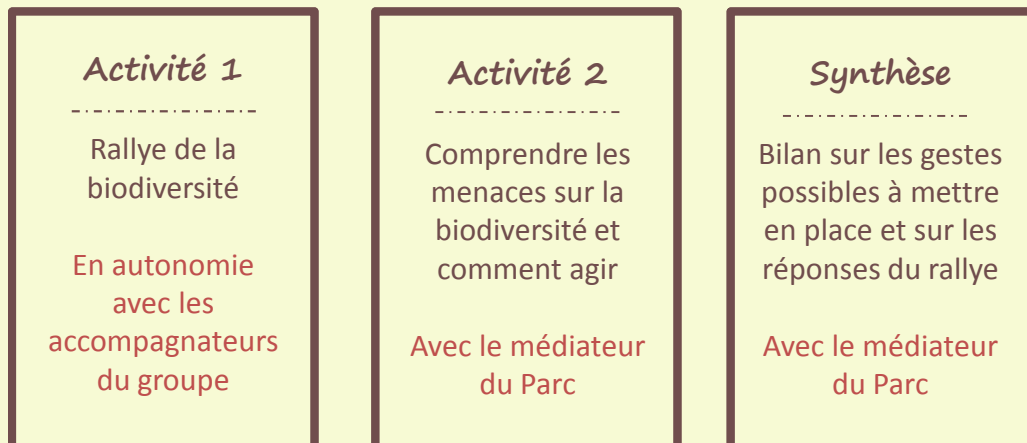 Activité 1
Rallye de la
biodiversité
En autonomie
avec les
accompagnateurs
du groupe
Activité 2
Comprendre les
menaces sur la
biodiversité et
comment agir
Avec le médiateur
du Parc
Synthèse
Bilan sur les gestes
possibles à mettre
en place et sur les
réponses du rallye
Avec le médiateur
du Parc